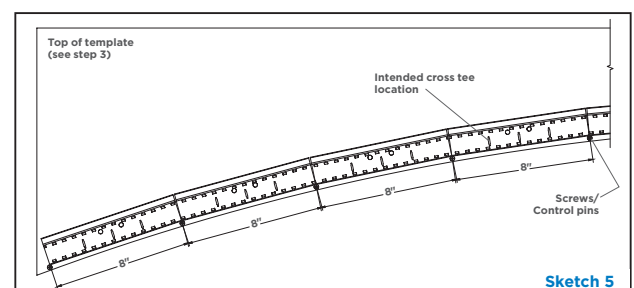 Top of template
(see step 3)
Intended cross tee
location
8"
8"
8"
8"
Screws/
Control pins
Sketch 5